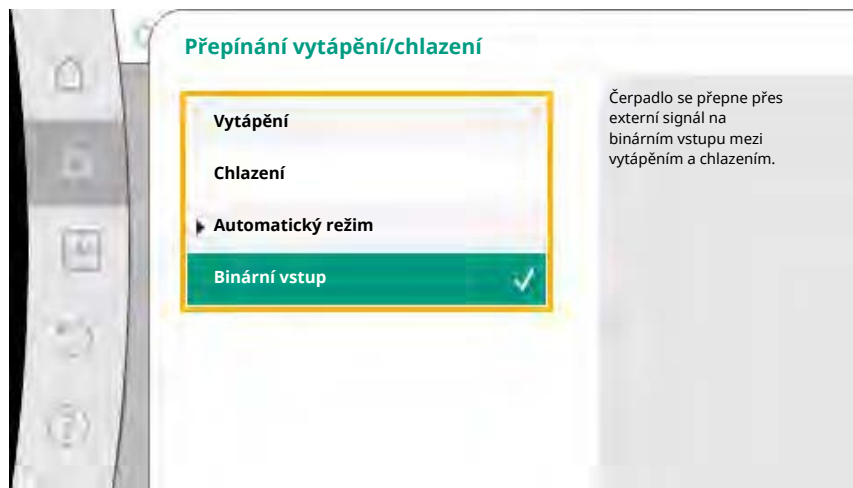 Přepínání vytápění/chlazení
Vytápění
Chlazení
Automatický režim
Binární vstup
Čerpadlo se přepne přes
externí signál na
binárním vstupu mezi
vytápěním a chlazením.